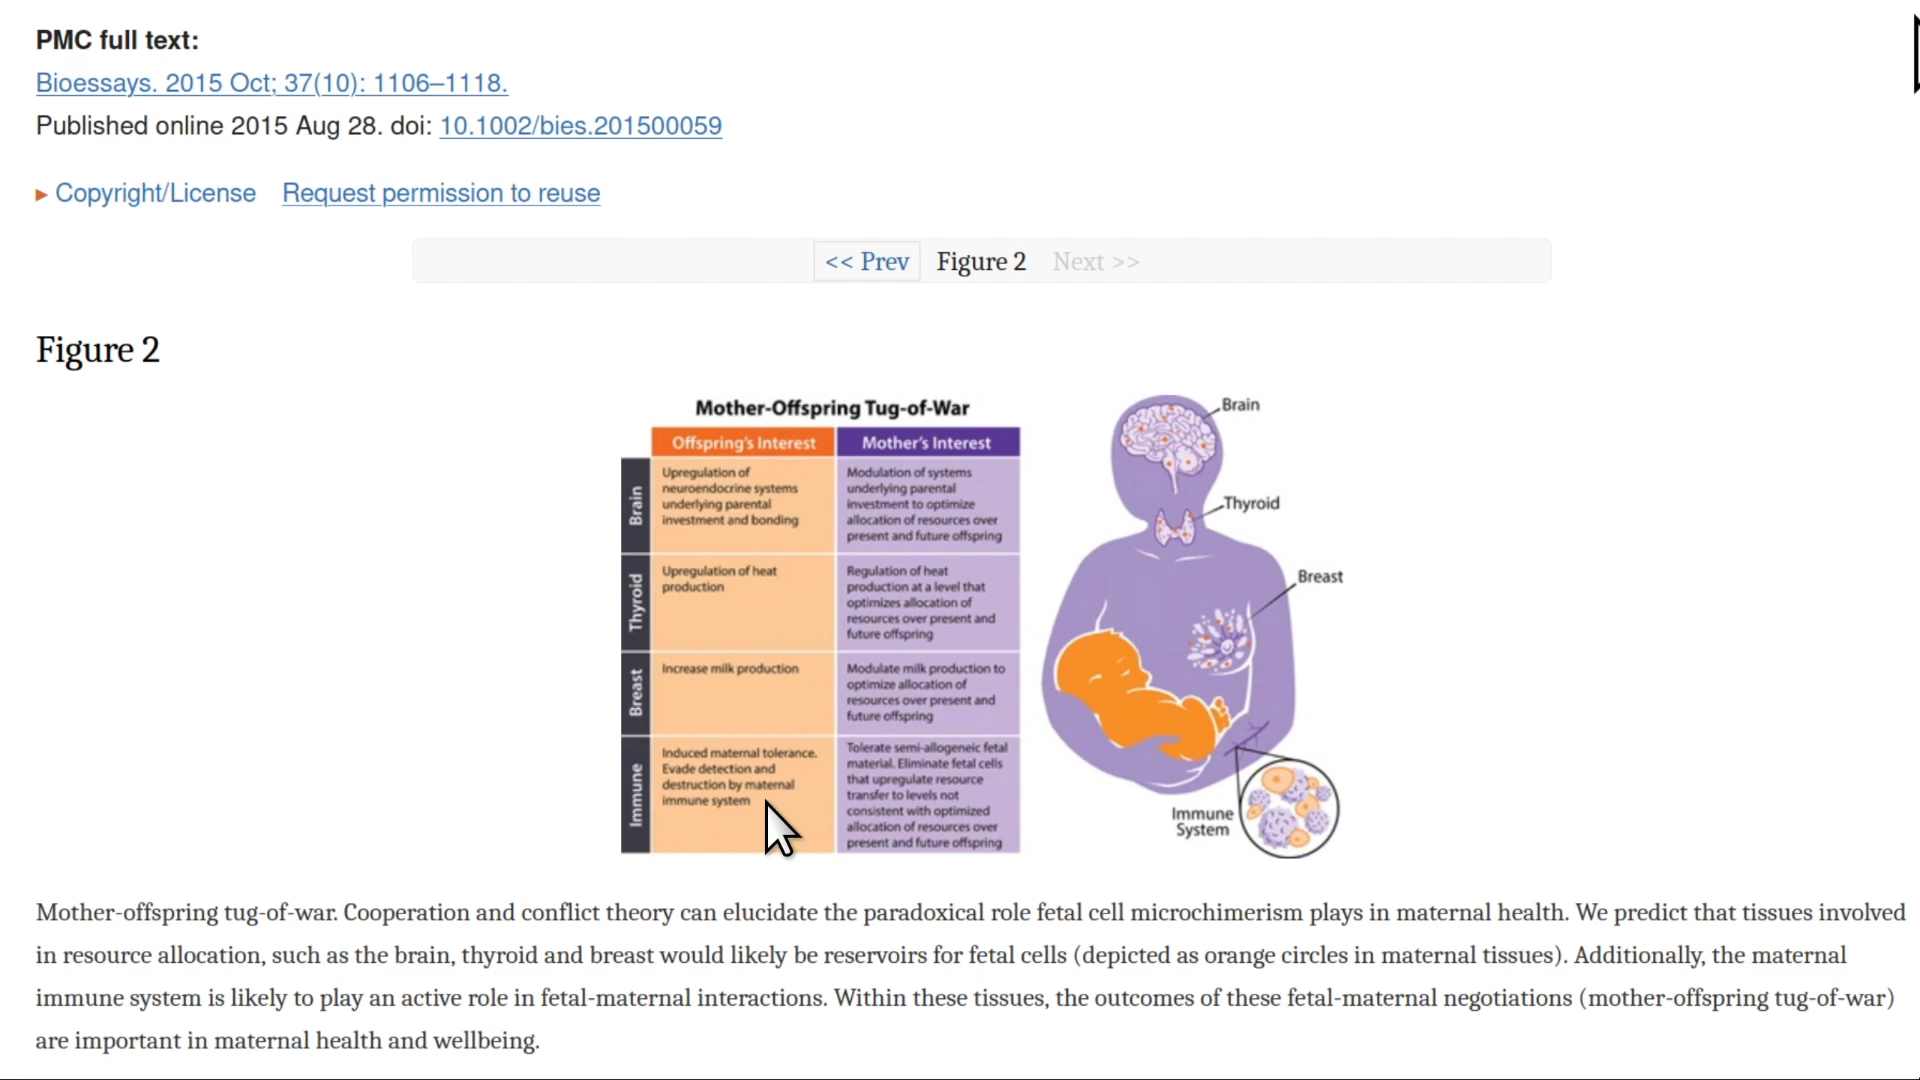 PMC full text:
Bioessays. 2015 Oct; 37(10): 1106–1118.
Published online 2015 Aug 28. doi: 10.1002/bies.201500059
▸ Copyright/License Request permission to reuse
<< Prev Figure 2 Next >>
Figure 2
Mother-Offspring Tug-of-War
Offspring's Interest
Mother's Interest
Brain
Upregulation of
neuroendocrine systems
underlying parental
investment and bonding
Modulation of systems
underlying parental
investment to optimize
allocation of resources over
present and future offspring
Thyroid
Upregulation of heat
production
Regulation of heat
production at a level that
optimizes allocation of
resources over present and
future offspring
Breast
Increase milk production
Modulate milk production to
optimize allocation of
resources over present and
future offspring
Immune
Induced maternal tolerance.
Evade detection and
destruction by maternal
immune system
Tolerate semi-allogeneic fetal
material. Eliminate fetal cells
that upregulate resource
transfer to levels not
consistent with optimized
allocation of resources over
present and future offspring
Brain
Thyroid
Breast
Immune
System
Mother-offspring tug-of-war. Cooperation and conflict theory can elucidate the paradoxical role fetal cell microchimerism plays in maternal health. We predict that tissues involved
in resource allocation, such as the brain, thyroid and breast would likely be reservoirs for fetal cells (depicted as orange circles in maternal tissues). Additionally, the maternal
immune system is likely to play an active role in fetal-maternal interactions. Within these tissues, the outcomes of these fetal-maternal negotiations (mother-offspring tug-of-war)
are important in maternal health and wellbeing.